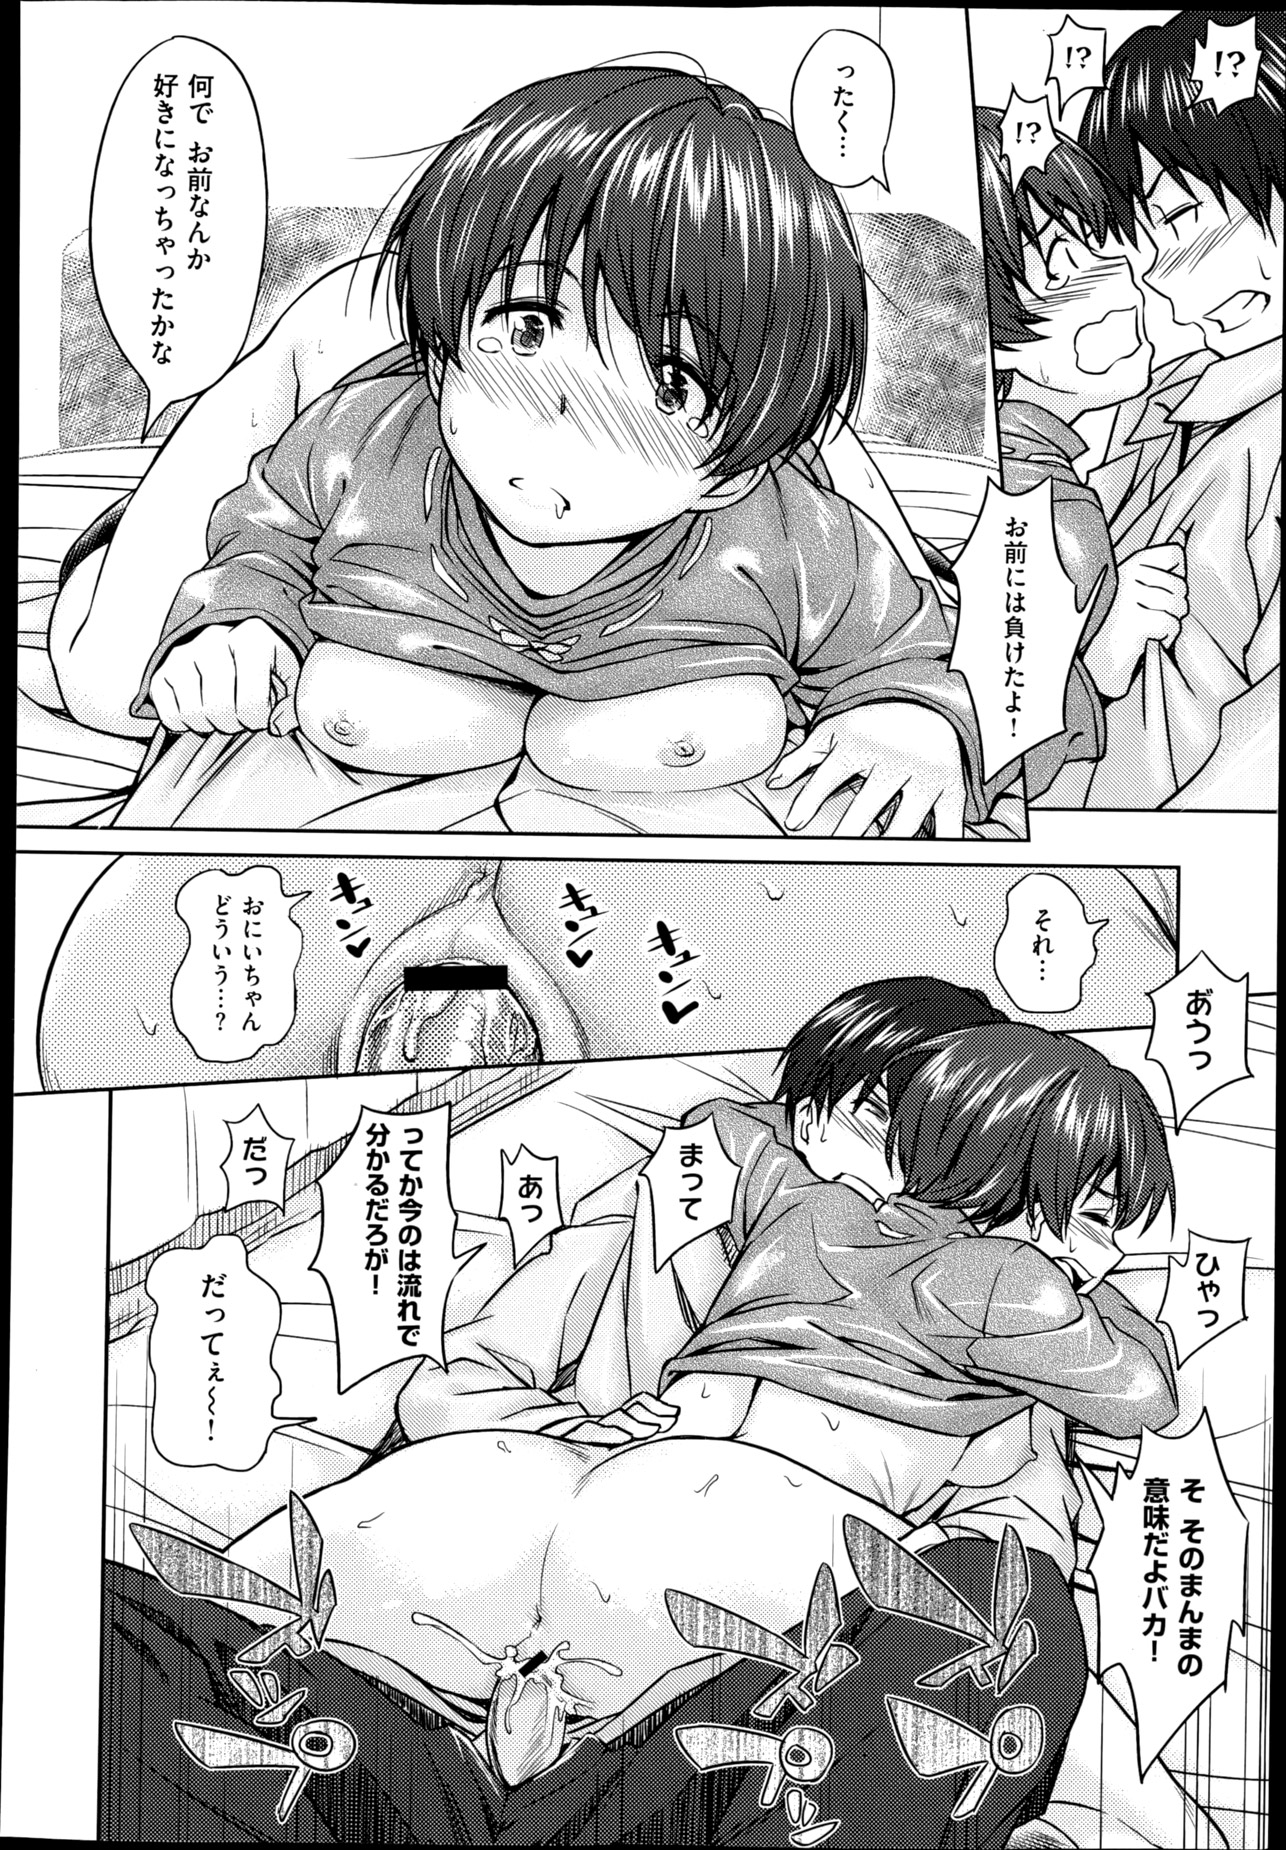 !?
!?
!?
お前には負けたよ！
ったく…
何で お前なんか
好きになっちゃったかな
それ…
キュン♥
キュン♥
キュン♥
おにいちゃん
どういう…？
あ゛うっ
ひゃっ
そ そのまんまの
意味だよバカ！
まって
あっ
ってか今のは流れで
分かるだろが！
だっ
だってぇ～！